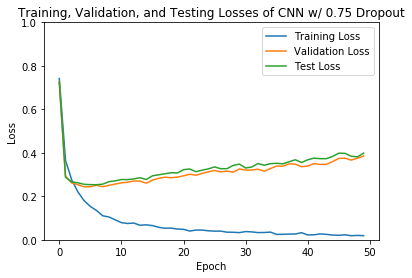 Training, Validation, and Testing Losses of CNN w/ 0.75 Dropout
1.0
0.8
0.6
0.4
0.2
0.0
Loss
Training Loss
Validation Loss
Test Loss
0 10 20 30 40 50
Epoch